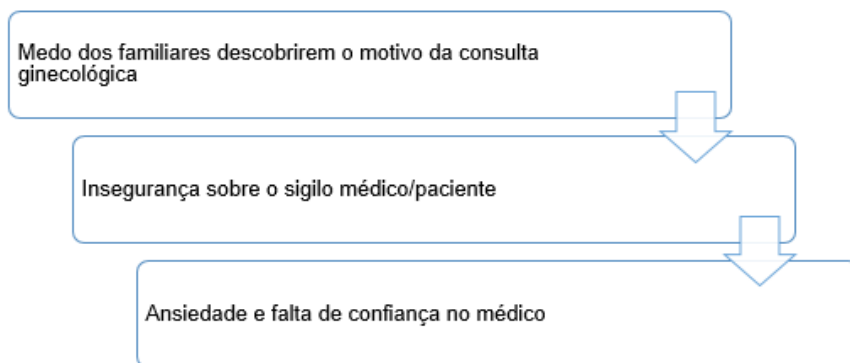 Medo dos familiares descobrirem o motivo da consulta
ginecológica
Insegurança sobre o sigilo médico/paciente
Ansiedade e falta de confiança no médico